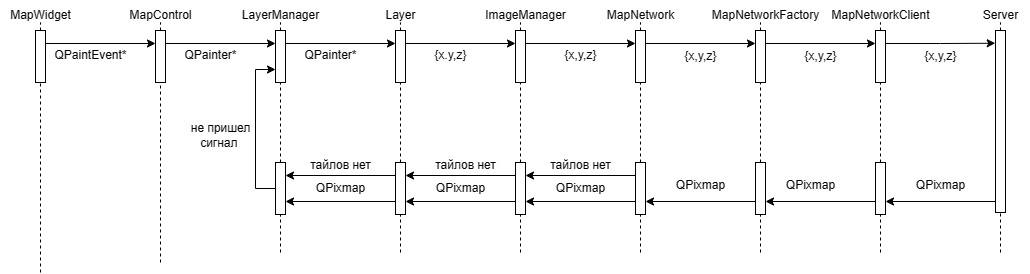 MapWidget
MapControl
LayerManager
Layer
ImageManager
MapNetwork
MapNetworkFactory
MapNetworkClient
Server
QPaintEvent*
QPainter*
QPainter*
{x.y,z}
{x,y,z}
{x,y,z}
{x,y,z}
{x,y,z}
не пришел
сигнал
тайлов нет
тайлов нет
тайлов нет
QPixmap
QPixmap
QPixmap
QPixmap
QPixmap
QPixmap